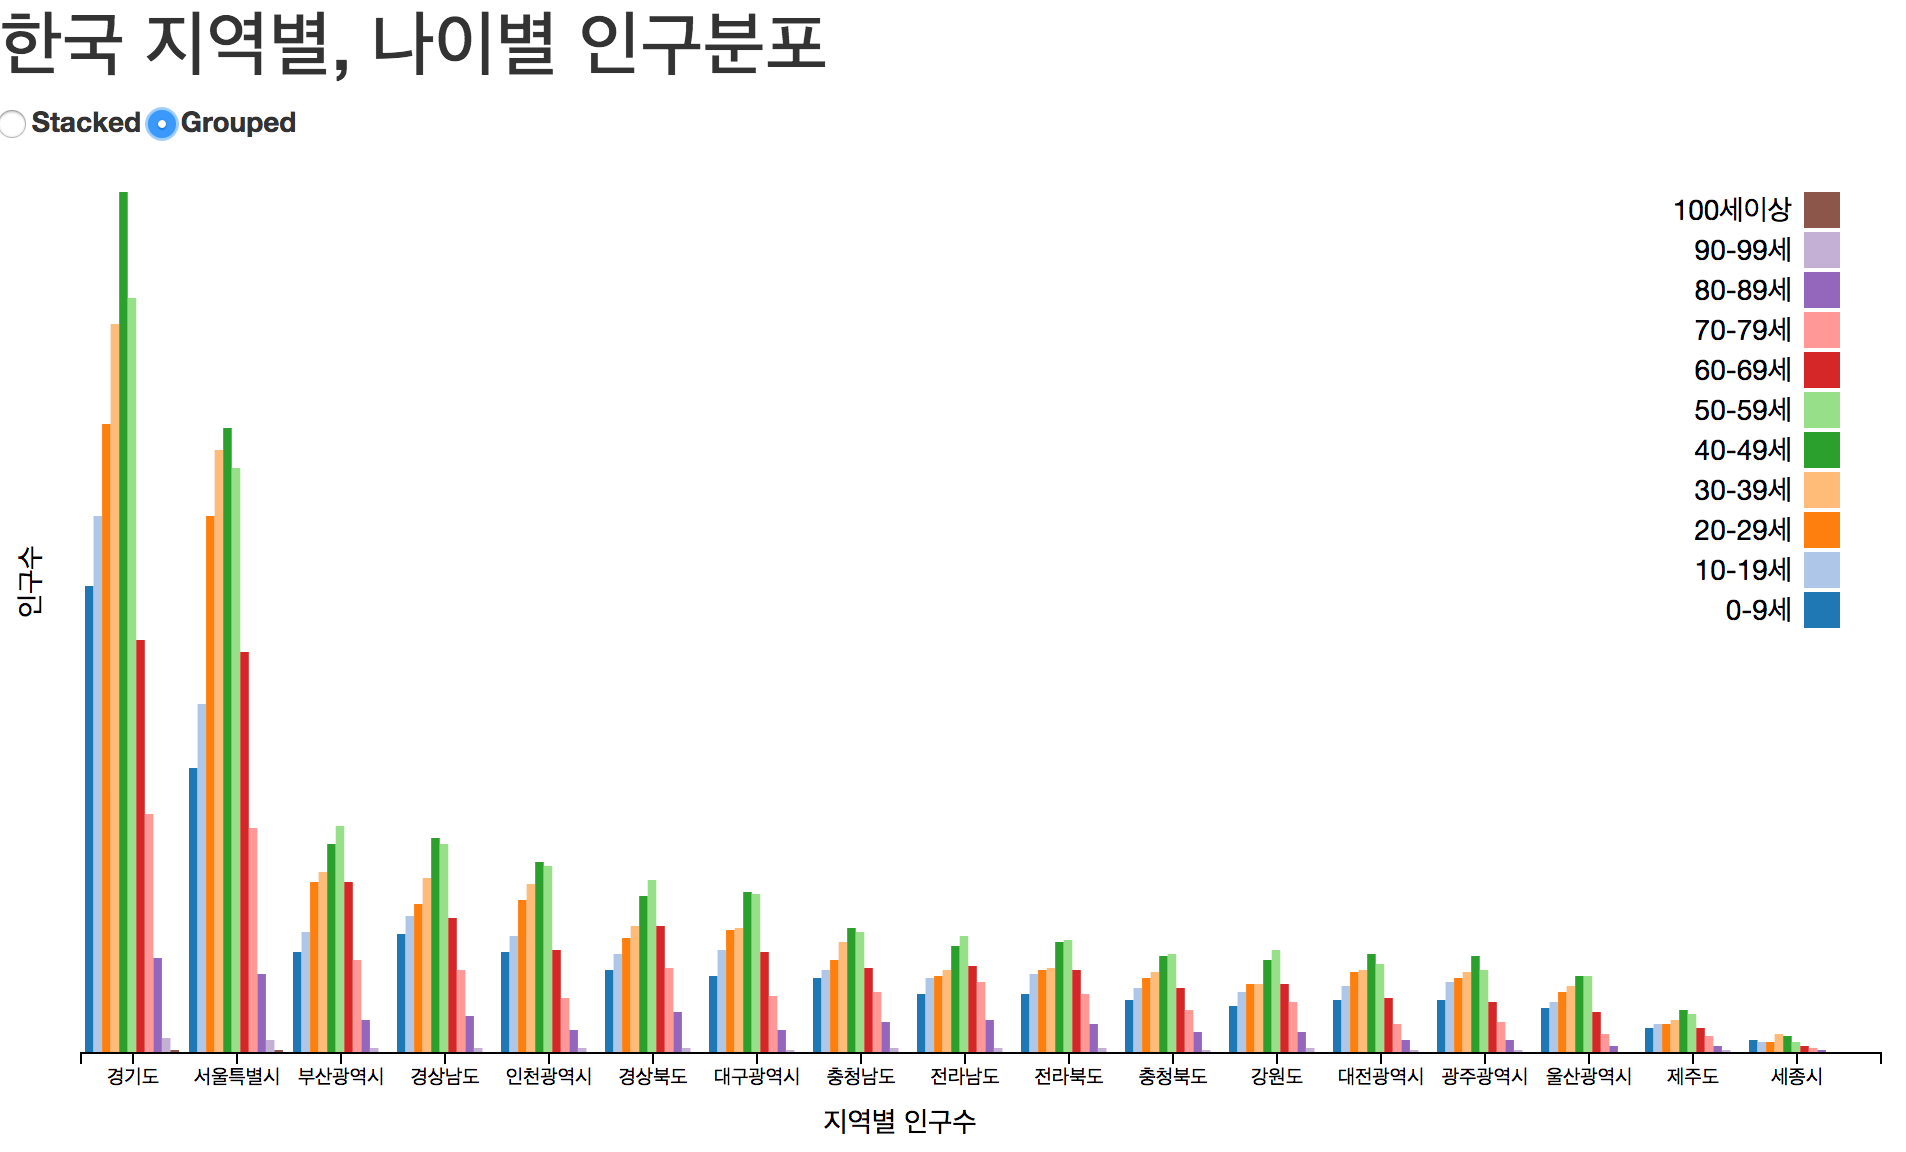 한국 지역별, 나이별 인구분포
Stacked Grouped
100세이상
90-99세
80-89세
70-79세
60-69세
50-59세
40-49세
30-39세
20-29세
10-19세
0-9세
인구수
경기도 서울특별시 부산광역시 경상남도 인천광역시 경상북도 대구광역시 충청남도 전라남도 전라북도 충청북도 강원도 대전광역시 광주광역시 울산광역시 제주도 세종시
지역별 인구수